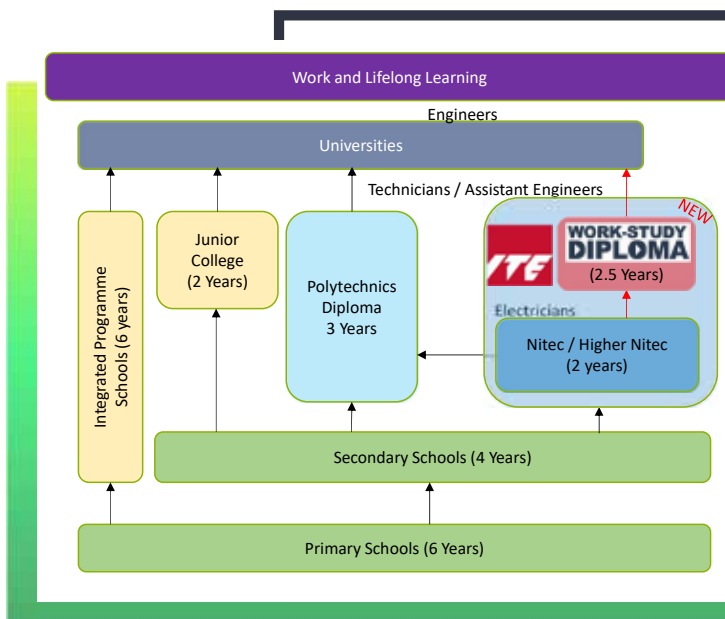 Work and Lifelong Learning
Engineers
Universities
Technicians / Assistant Engineers
NEW
Integrated Programme
Schools (6 years)
Junior
College
(2 Years)
Polytechnics
Diploma
3 Years
ITE
WORK-STUDY
DIPLOMA
(2.5 Years)
Electricians
Nitec / Higher Nitec
(2 years)
Secondary Schools (4 Years)
Primary Schools (6 Years)